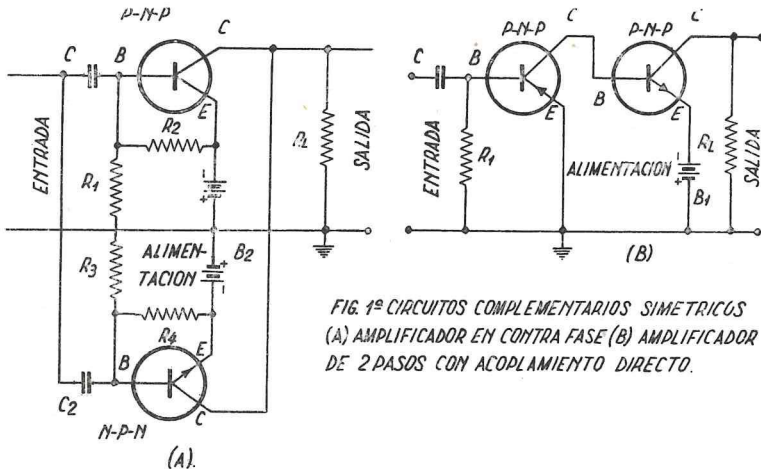 P-N-P
C
C
B
E
R2
R1
ENTRADA
RL
SALIDA
-
+
ALIMEN-
TACION
B2
+
-
R3
R4
B
E
C2
C
N-P-N
(A).
C
B
P-N-P
C
B
P-N-P
C
E
E
ENTRADA
R1
ALIMENTACION
-
+
B1
RL
SALIDA
(B)
FIG. 1ª CIRCUITOS COMPLEMENTARIOS SIMETRICOS
(A) AMPLIFICADOR EN CONTRA FASE (B) AMPLIFICADOR
DE 2 PASOS CON ACOPLAMIENTO DIRECTO.